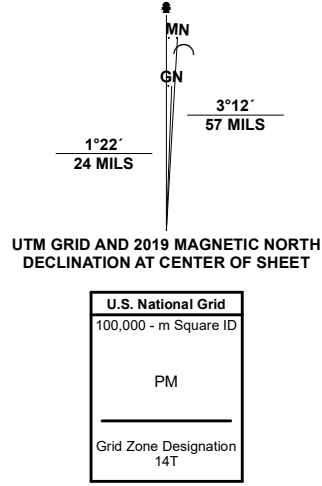 MN
GN
3°12´
57 MILS
1°22´
24 MILS
UTM GRID AND 2019 MAGNETIC NORTH
DECLINATION AT CENTER OF SHEET
U.S. National Grid
100,000 - m Square ID
PM
Grid Zone Designation
14T